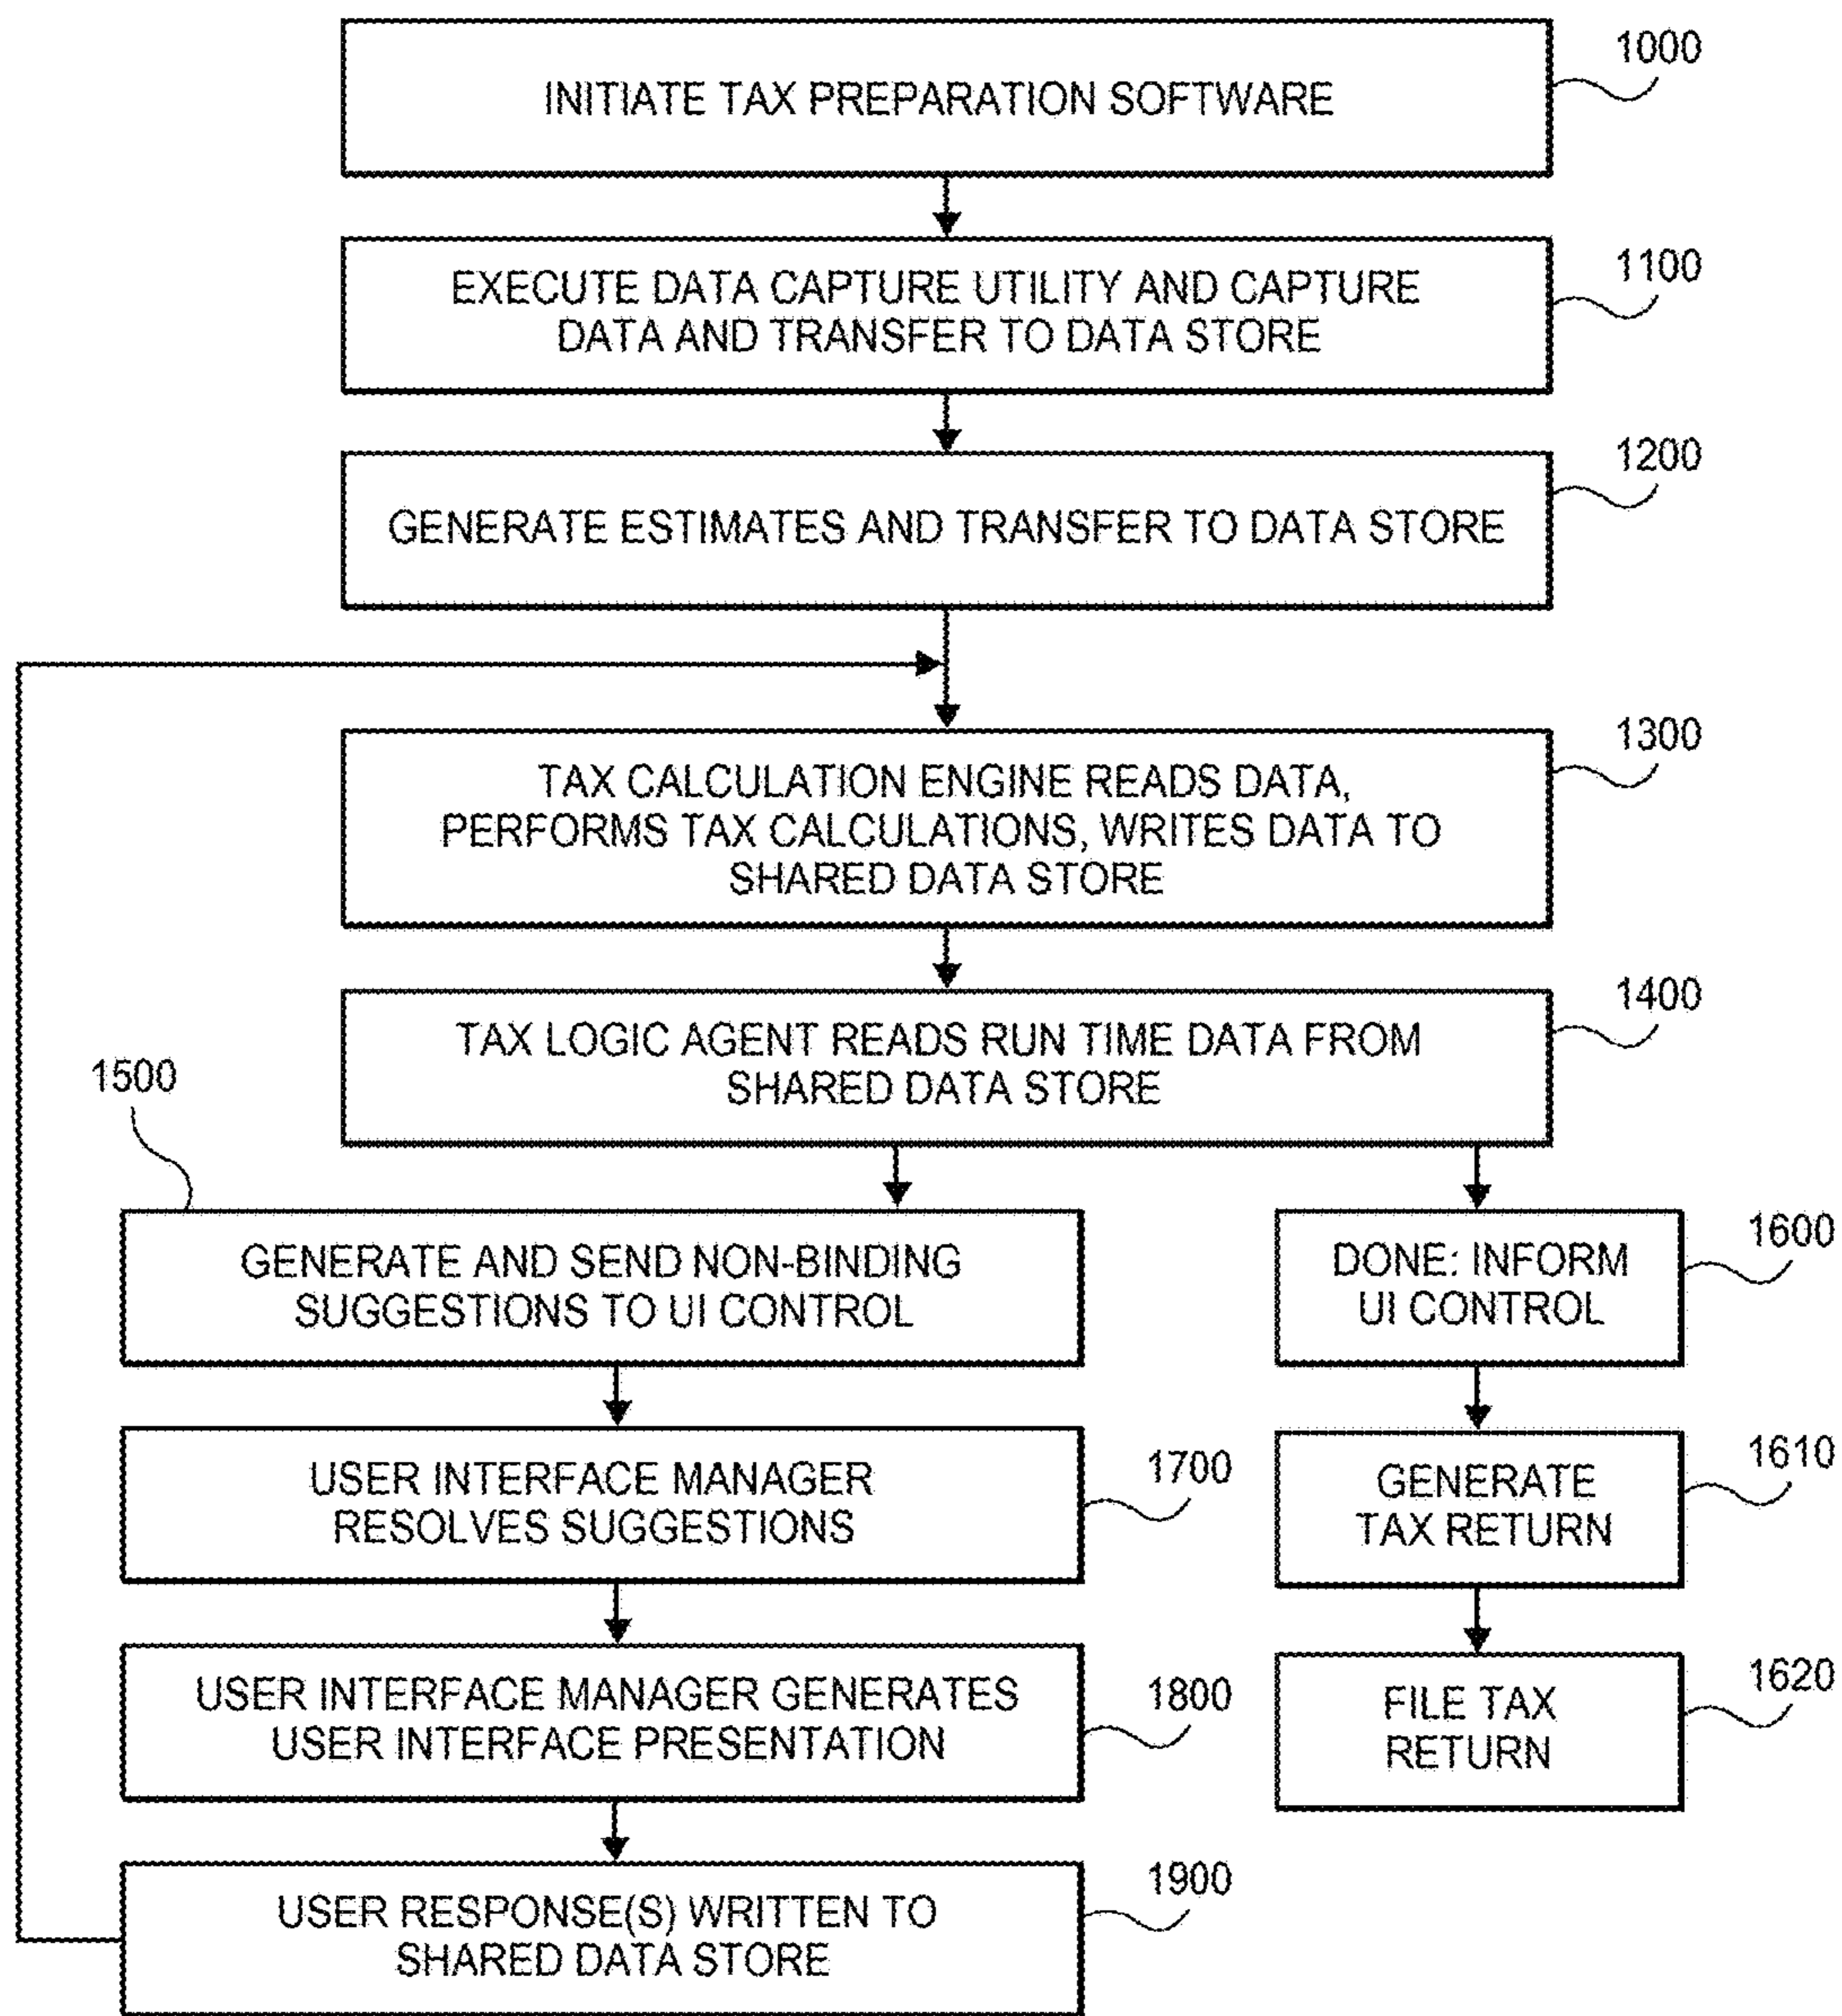 1000
INITIATE TAX PREPARATION SOFTWARE
1100
EXECUTE DATA CAPTURE UTILITY AND CAPTURE
DATA AND TRANSFER TO DATA STORE
1200
GENERATE ESTIMATES AND TRANSFER TO DATA STORE
1300
TAX CALCULATION ENGINE READS DATA,
PERFORMS TAX CALCULATIONS, WRITES DATA TO
SHARED DATA STORE
1400
TAX LOGIC AGENT READS RUN TIME DATA FROM
SHARED DATA STORE
1500
GENERATE AND SEND NON-BINDING
SUGGESTIONS TO UI CONTROL
1600
DONE: INFORM
UI CONTROL
1700
USER INTERFACE MANAGER
RESOLVES SUGGESTIONS
1610
GENERATE
TAX RETURN
1800
USER INTERFACE MANAGER GENERATES
USER INTERFACE PRESENTATION
1620
FILE TAX
RETURN
1900
USER RESPONSE(S) WRITTEN TO
SHARED DATA STORE